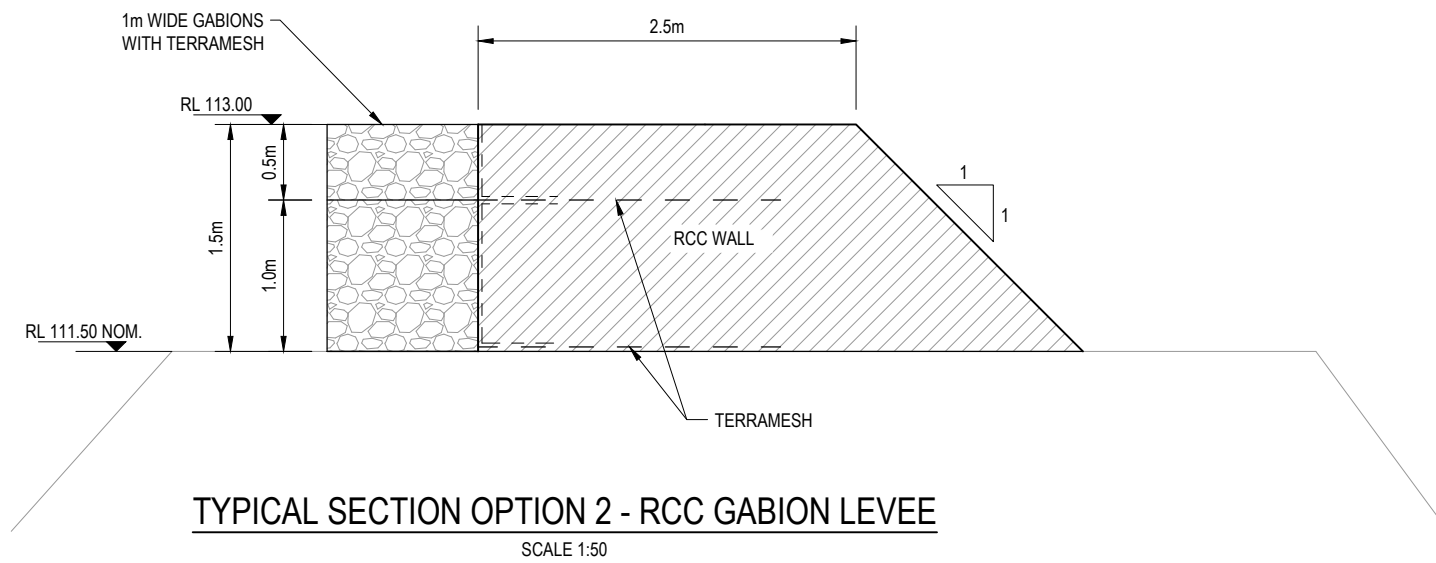 1m WIDE GABIONS
WITH TERRAMESH
2.5m
RL 113.00
0.5m
1.5m
1.0m
1
1
RCC WALL
RL 111.50 NOM.
TERRAMESH
TYPICAL SECTION OPTION 2 - RCC GABION LEVEE
SCALE 1:50